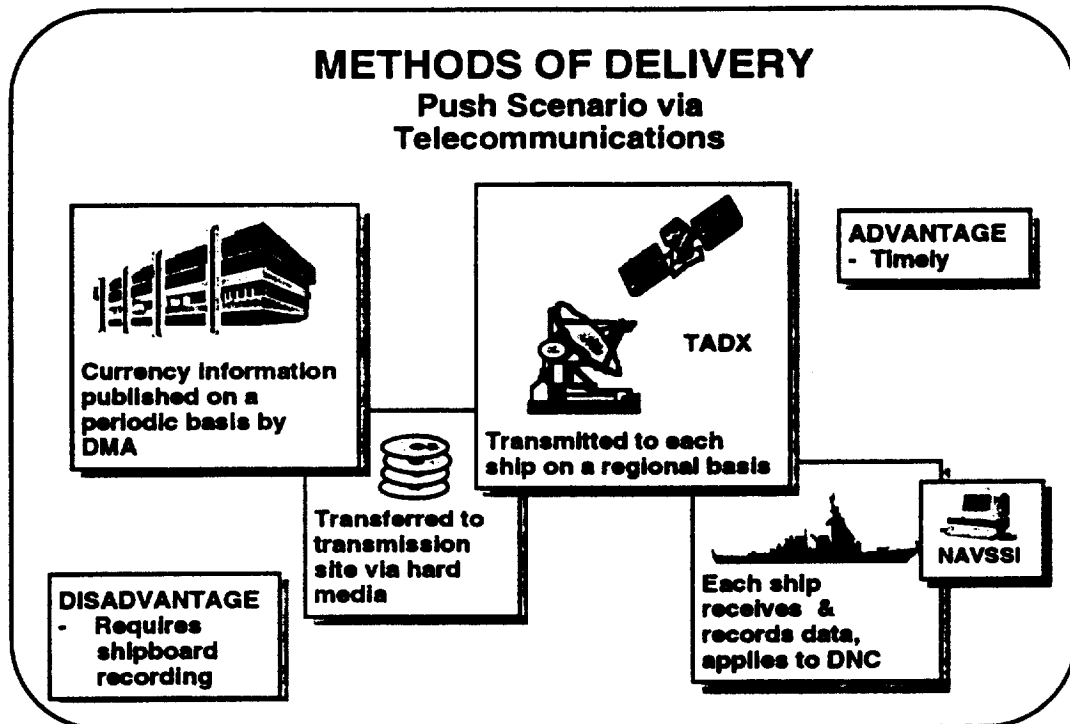 METHODS OF DELIVERY
Push Scenario via
Telecommunications
Currency information
published on a
periodic basis by
DMA
Transferred to
transmission
site via hard
media
TADX
Transmitted to each
ship on a regional basis
Each ship
receives &
records data,
applies to DNC
NAVSSI
ADVANTAGE
- Timely
DISADVANTAGE
- Requires
shipboard
recording